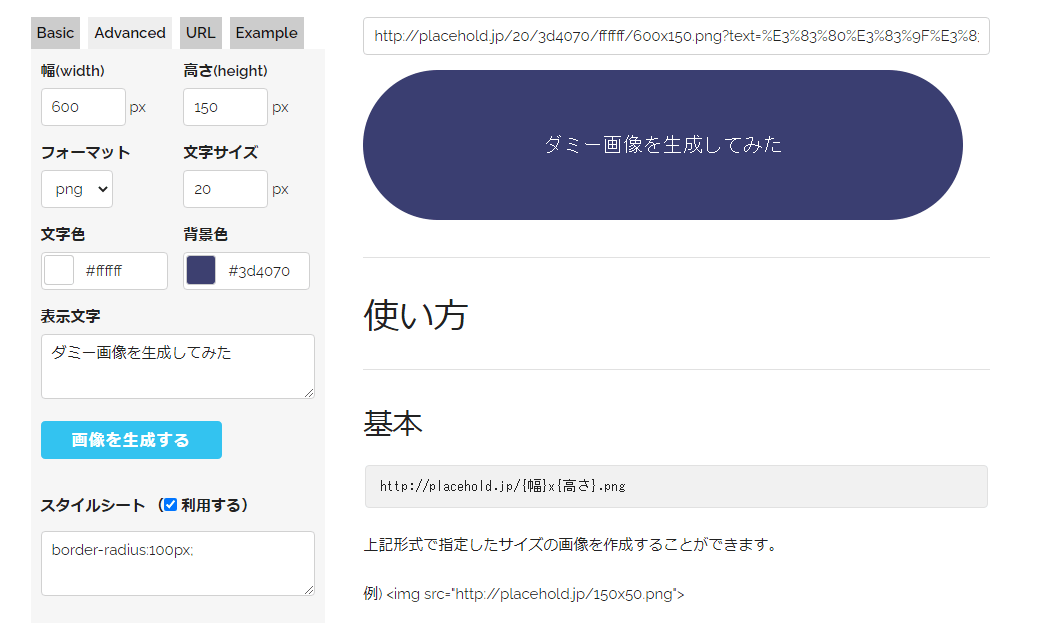 Basic Advanced URL Example
幅(width) 高さ(height)
600 px 150 px
フォーマット 文字サイズ
png 20 px
文字色 背景色
#ffffff #3d4070
表示文字
ダミー画像を生成してみた
画像を生成する
スタイルシート （利用する）
border-radius:100px;
http://placehold.jp/20/3d4070/ffffff/600x150.png?text=%E3%83%80%E3%83%9F%E3%8
ダミー画像を生成してみた
使い方
基本
http://placehold.jp/{幅}x{高さ}.png
上記形式で指定したサイズの画像を作成することができます。
例) <img src="http://placehold.jp/150x50.png">